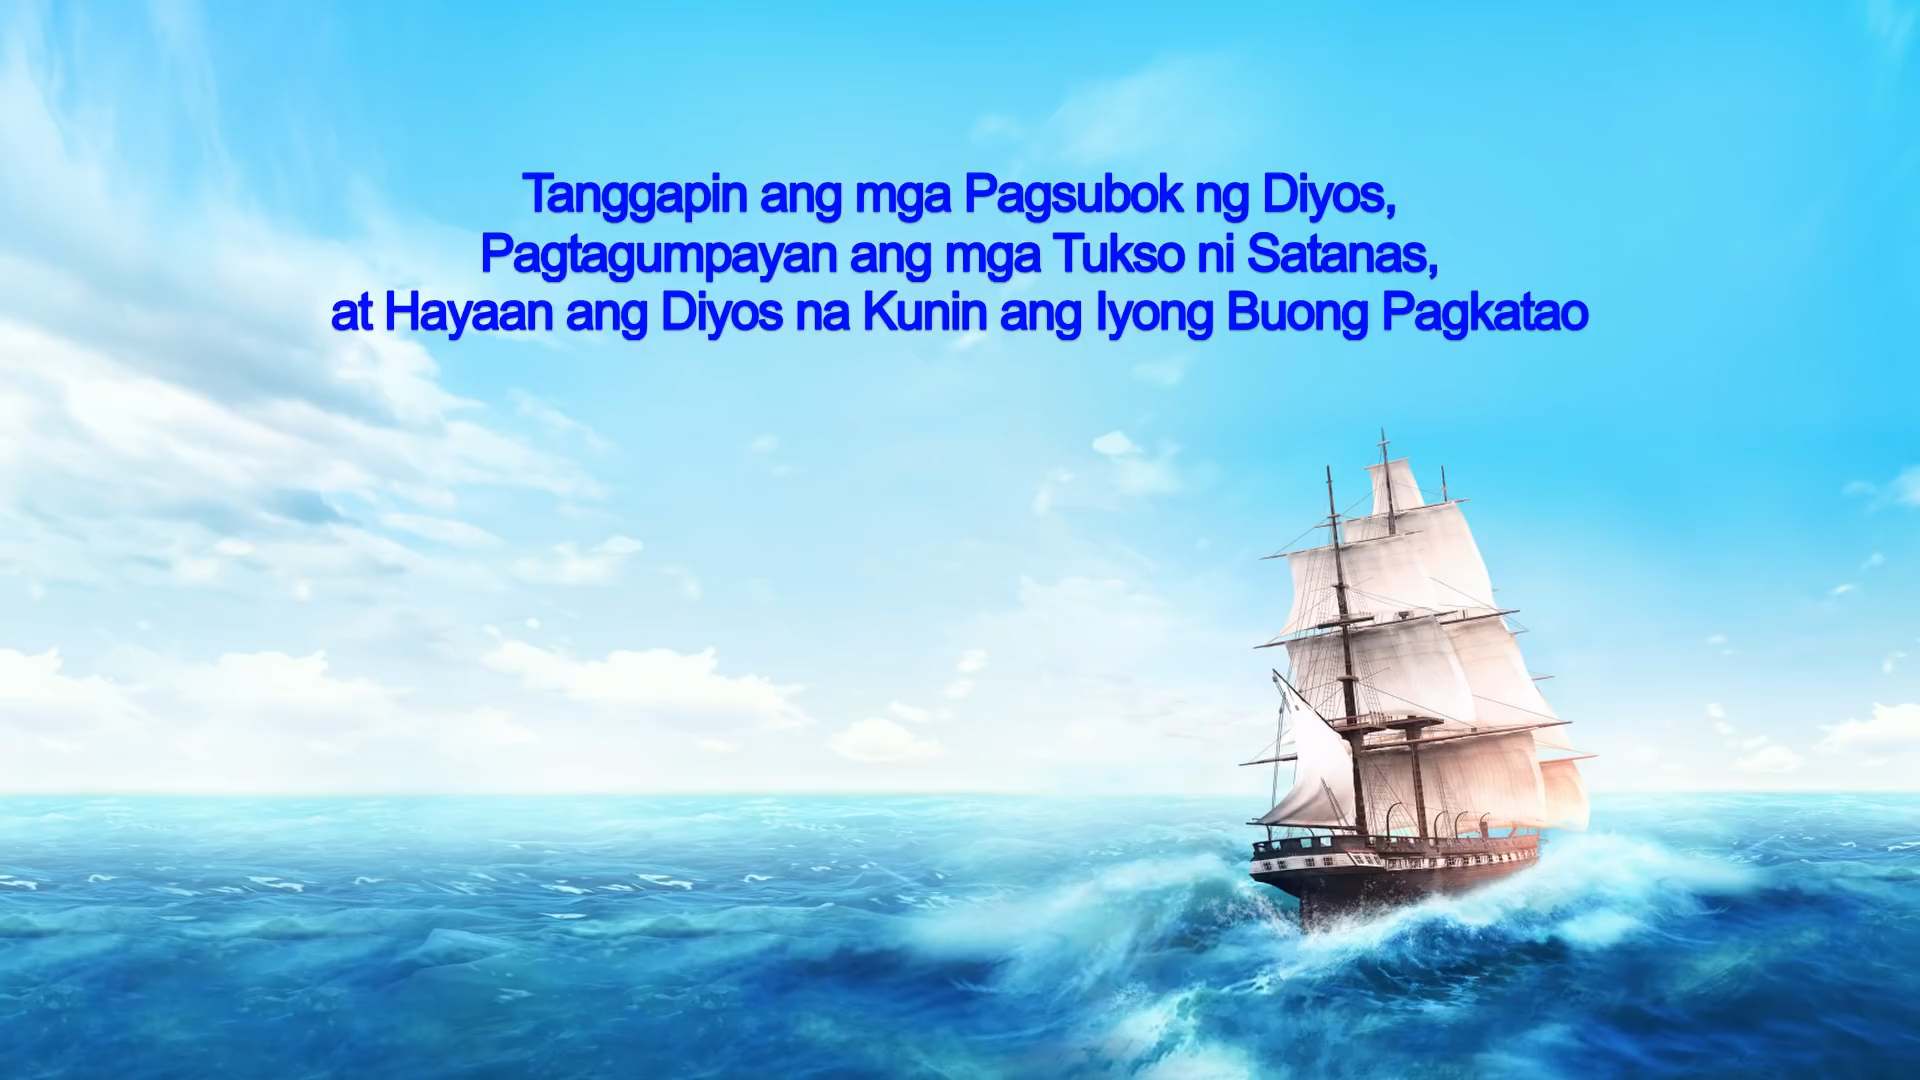 Tanggapin ang mga Pagsubok ng Diyos,
Pagtagumpayan ang mga Tukso ni Satanas,
at Hayaan ang Diyos na Kunin ang Iyong Buong Pagkatao